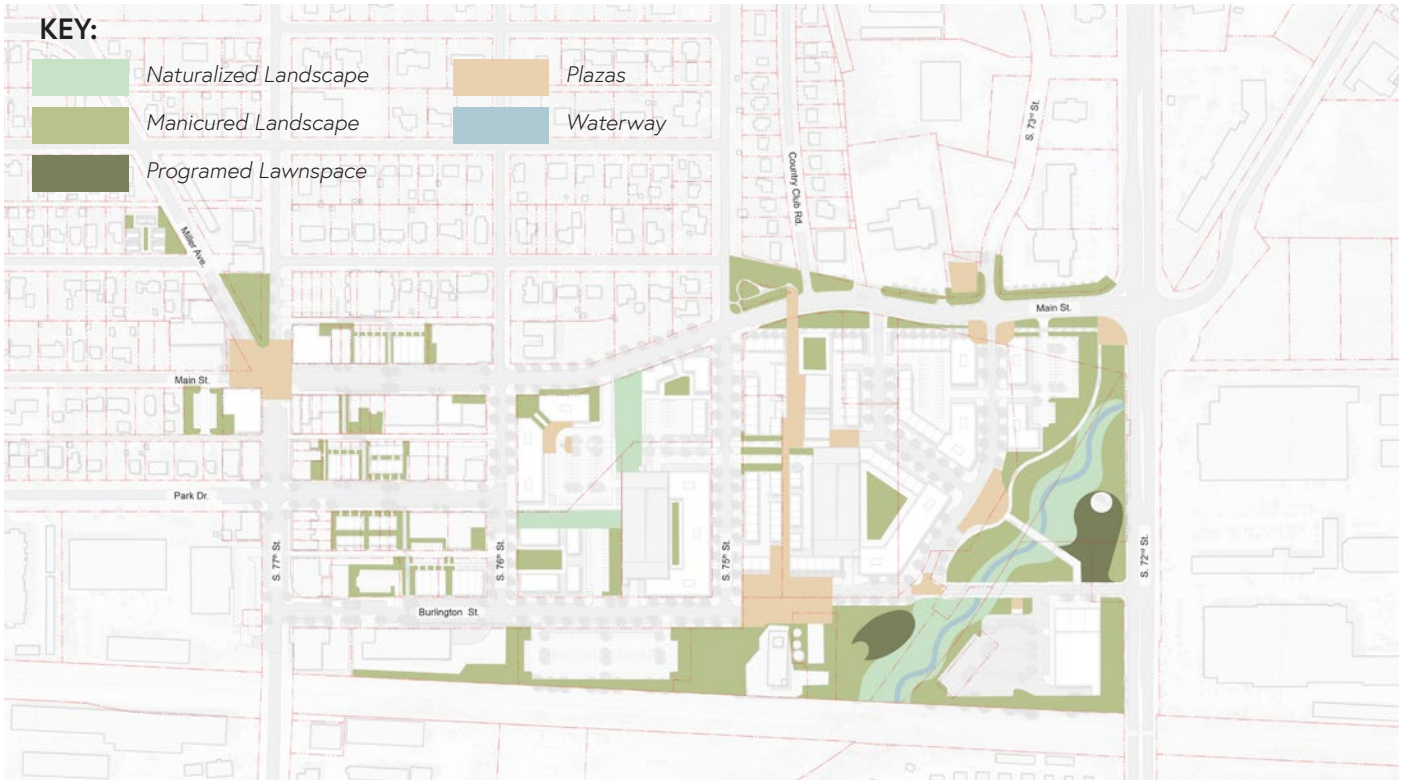 KEY:
Naturalized Landscape
Plazas
Manicured Landscape
Waterway
Programed Lawnspace
S. 73rd St.
Country Club Rd.
Miller Ave.
Main St.
Main St.
Park Dr.
S. 77th St.
S. 76th St.
S. 75th St.
S. 72nd St.
Burlington St.